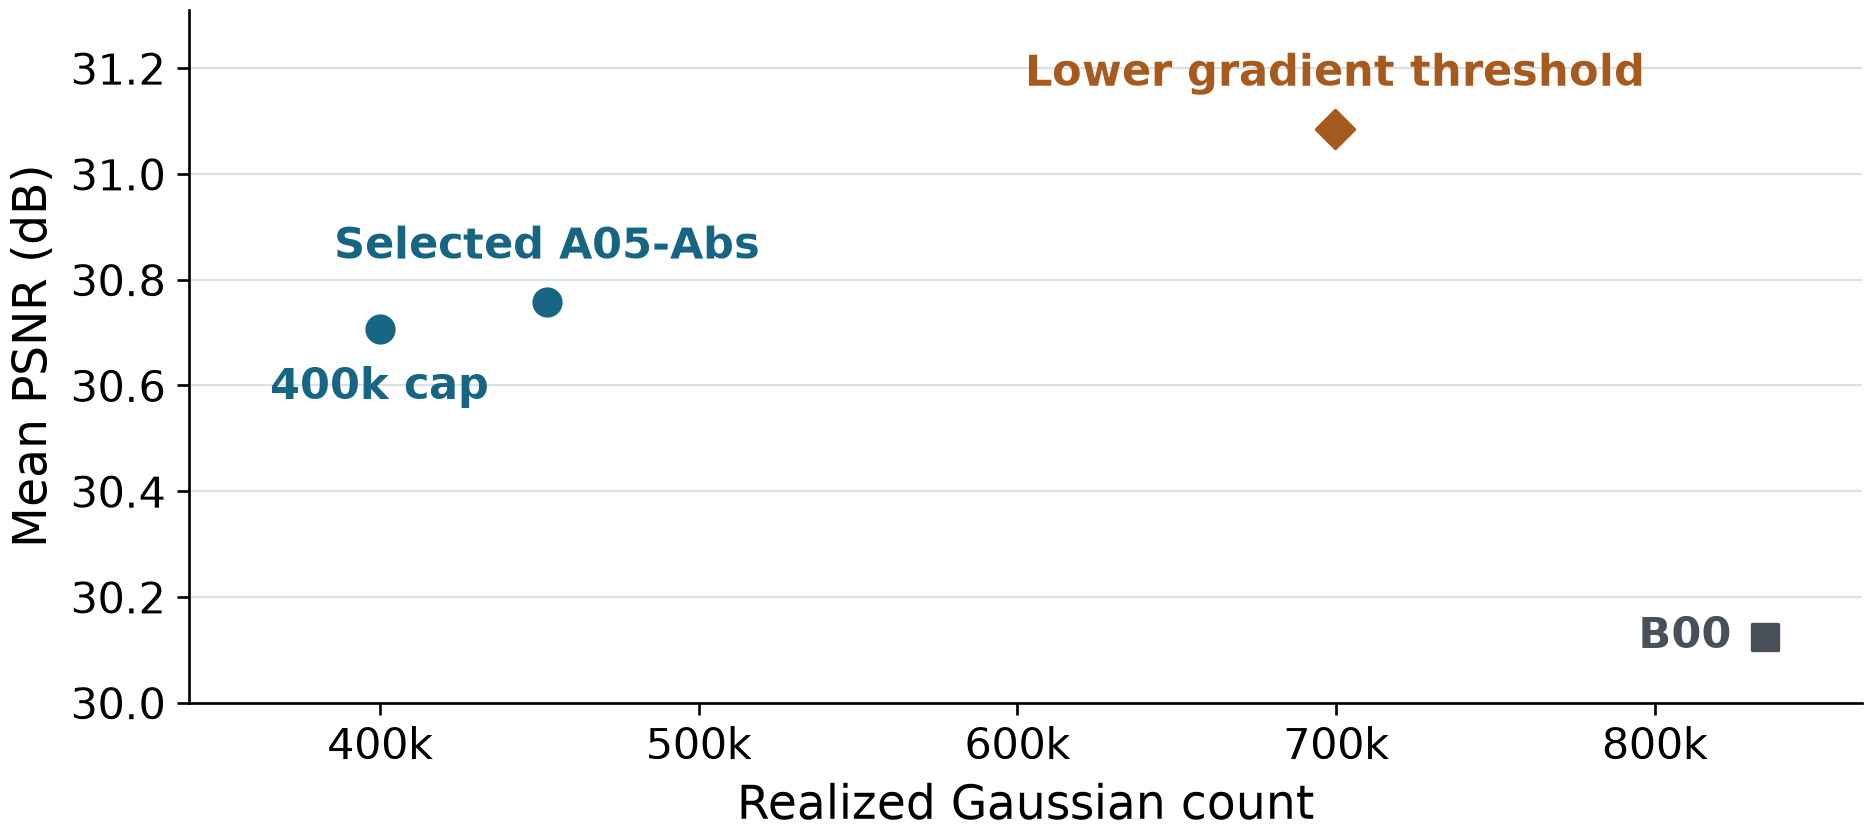 Mean PSNR (dB)
31.2
31.0
30.8
30.6
30.4
30.2
30.0
Lower gradient threshold
Selected A05-Abs
400k cap
B00
400k
500k
600k
700k
800k
Realized Gaussian count